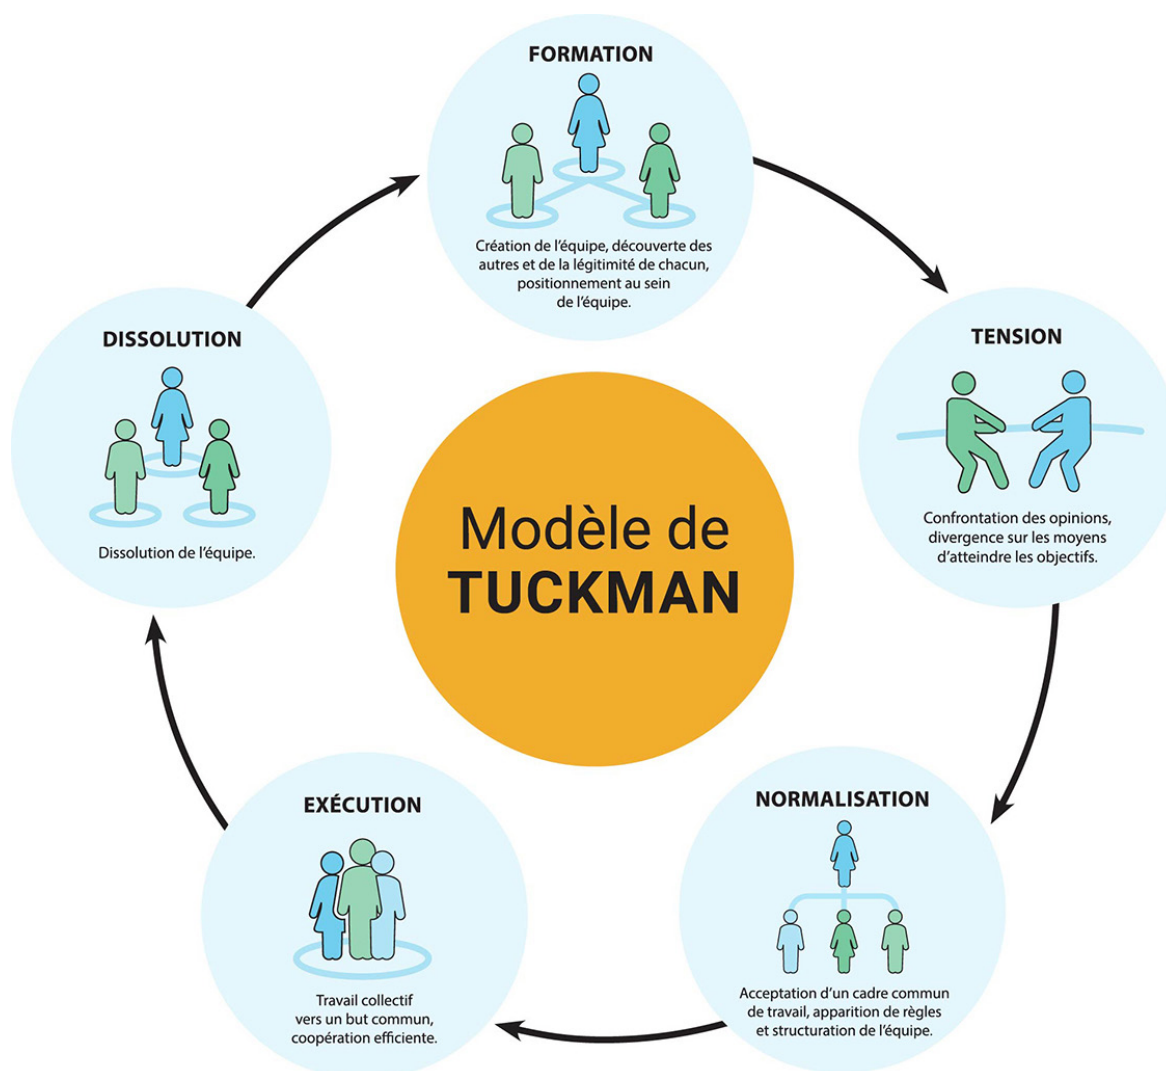 FORMATION
Création de l'équipe, découverte des
autres et de la légitimité de chacun,
positionnement au sein
de l'équipe.
TENSION
Confrontation des opinions,
divergence sur les moyens
d'atteindre les objectifs.
NORMALISATION
Acceptation d'un cadre commun
de travail, apparition de règles
et structuration de l'équipe.
EXÉCUTION
Travail collectif
vers un but commun,
coopération efficiente.
DISSOLUTION
Dissolution de l'équipe.
Modèle de
TUCKMAN